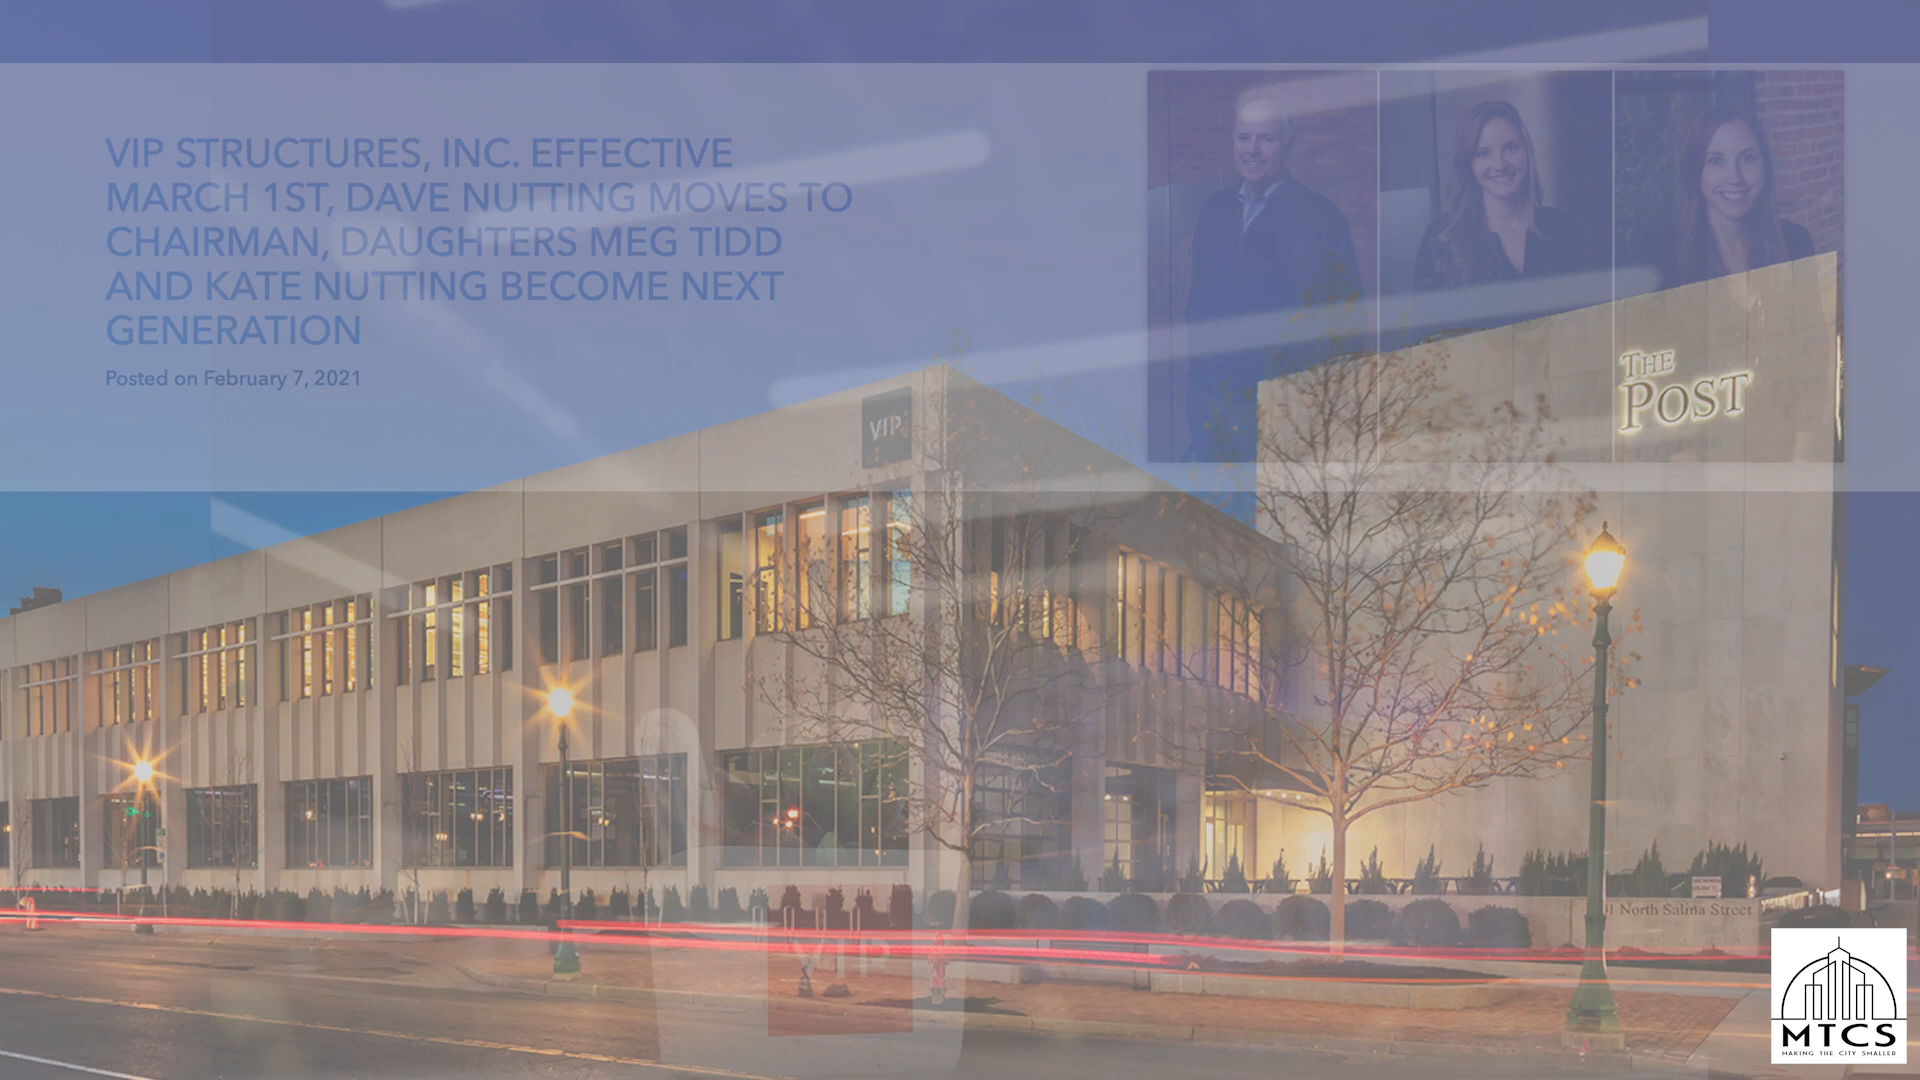 VIP STRUCTURES, INC. EFFECTIVE
MARCH 1ST, DAVE NUTTING MOVES TO
CHAIRMAN, DAUGHTERS MEG TIDD
AND KATE NUTTING BECOME NEXT
GENERATION
Posted on February 7, 2021
THE
POST
VIP
North Salina Street
VIP
MTCS
MAKING THE CITY SMALLER